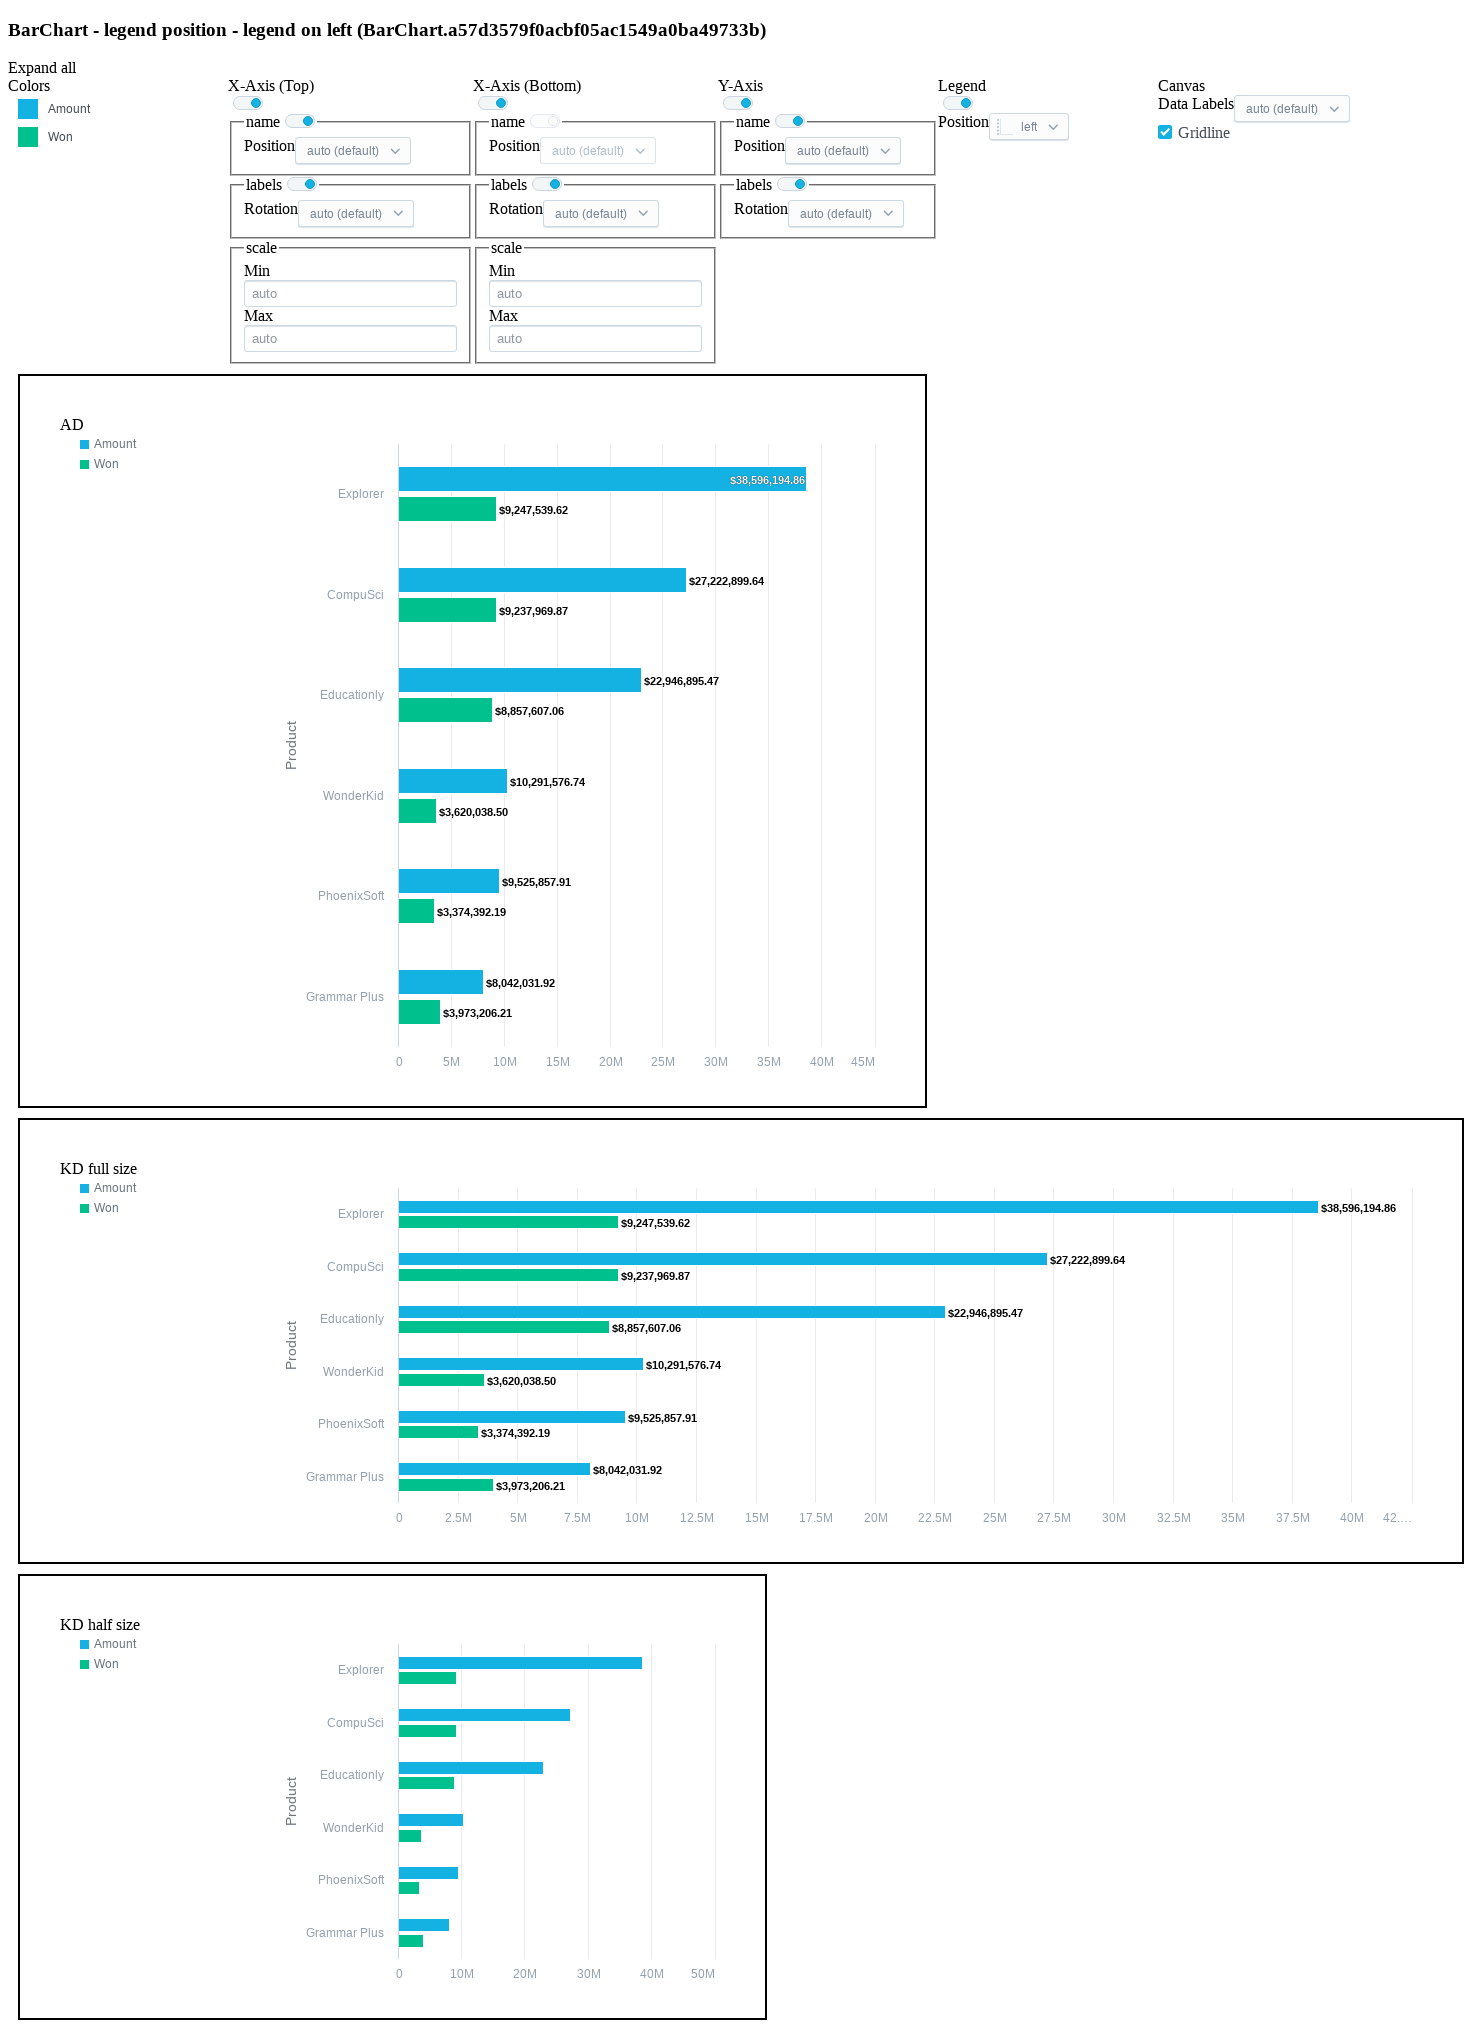 BarChart - legend position - legend on left (BarChart.a57d3579f0acbf05ac1549a0ba49733b)
Expand all
Colors
Amount
Won
X-Axis (Top)
name
Position auto (default)
labels
Rotation auto (default)
scale
Min
auto
Max
auto
X-Axis (Bottom)
name
Position auto (default)
labels
Rotation auto (default)
scale
Min
auto
Max
auto
Y-Axis
name
Position auto (default)
labels
Rotation auto (default)
Legend
Position left
Canvas
Data Labels auto (default)
Gridline
AD
Amount
Won
Product
Explorer
$38,596,194.86
$9,247,539.62
CompuSci
$27,222,899.64
$9,237,969.87
Educationly
$22,946,895.47
$8,857,607.06
WonderKid
$10,291,576.74
$3,620,038.50
PhoenixSoft
$9,525,857.91
$3,374,392.19
Grammar Plus
$8,042,031.92
$3,973,206.21
0 5M 10M 15M 20M 25M 30M 35M 40M 45M
KD full size
Amount
Won
Product
Explorer
$38,596,194.86
$9,247,539.62
CompuSci
$27,222,899.64
$9,237,969.87
Educationly
$22,946,895.47
$8,857,607.06
WonderKid
$10,291,576.74
$3,620,038.50
PhoenixSoft
$9,525,857.91
$3,374,392.19
Grammar Plus
$8,042,031.92
$3,973,206.21
0 2.5M 5M 7.5M 10M 12.5M 15M 17.5M 20M 22.5M 25M 27.5M 30M 32.5M 35M 37.5M 40M 42....
KD half size
Amount
Won
Product
Explorer
CompuSci
Educationly
WonderKid
PhoenixSoft
Grammar Plus
0 10M 20M 30M 40M 50M